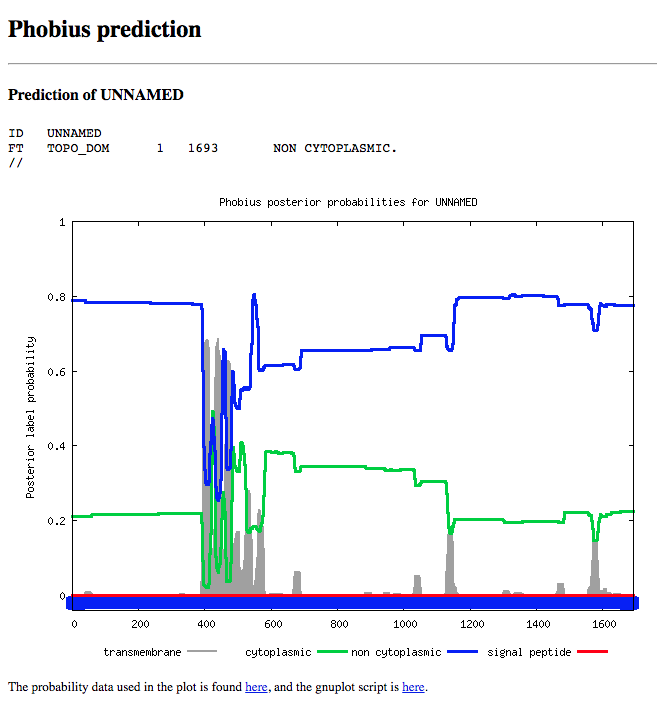 Phobius prediction
Prediction of UNNAMED
ID UNNAMED
FT TOPO_DOM 1 1693 NON CYTOPLASMIC.
//
Phobius posterior probabilities for UNNAMED
1
0.8
0.6
0.4
0.2
0
Posterior label probability
0 200 400 600 800 1000 1200 1400 1600
transmembrane cytoplasmic non cytoplasmic signal peptide
The probability data used in the plot is found here, and the gnuplot script is here.